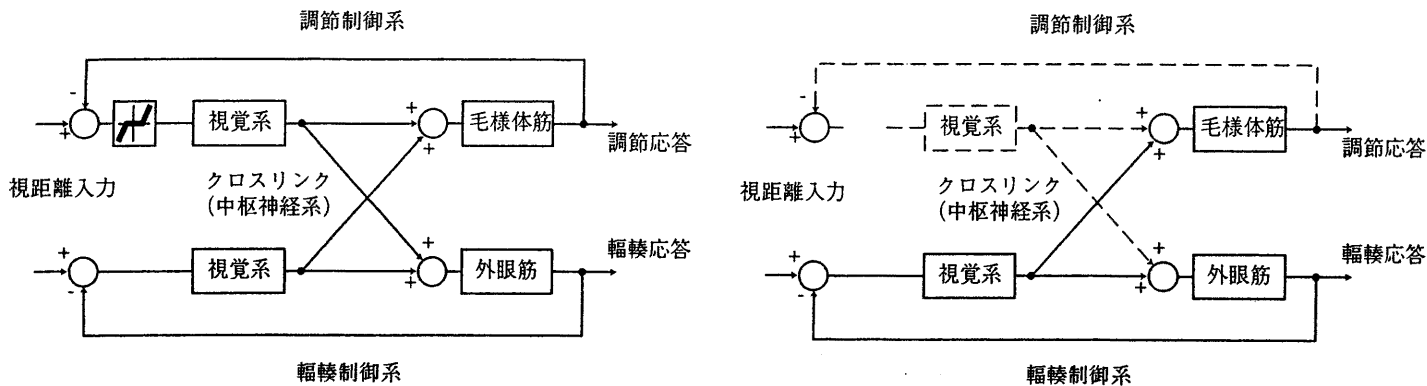 調節制御系
-
+
視覚系
+
+
毛様体筋
調節応答
視距離入力
クロスリンク
(中枢神経系)
+
-
視覚系
+
+
外眼筋
輻輳応答
輻輳制御系
調節制御系
-
+
視覚系
+
+
毛様体筋
調節応答
視距離入力
クロスリンク
(中枢神経系)
+
-
視覚系
+
+
外眼筋
輻輳応答
輻輳制御系